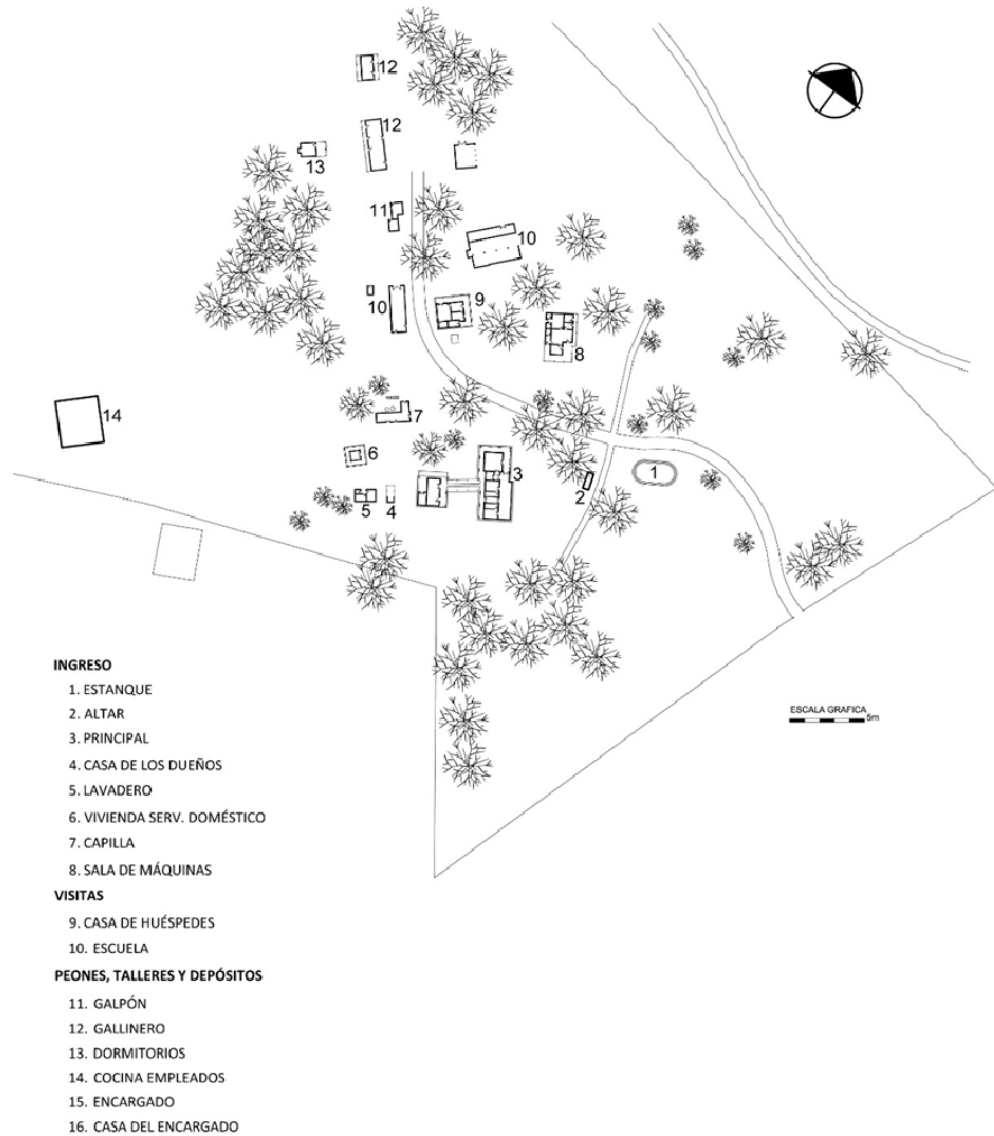 12
12
13
11
10
9
10
8
14
7
6
3
1
2
5
4
INGRESO
1. ESTANQUE
2. ALTAR
3. PRINCIPAL
4. CASA DE LOS DUEÑOS
5. LAVADERO
6. VIVIENDA SERV. DOMÉSTICO
7. CAPILLA
8. SALA DE MÁQUINAS
VISITAS
9. CASA DE HUÉSPEDES
10. ESCUELA
PEONES, TALLERES Y DEPÓSITOS
11. GALPÓN
12. GALLINERO
13. DORMITORIOS
14. COCINA EMPLEADOS
15. ENCARGADO
16. CASA DEL ENCARGADO
ESCALA GRAFICA
5m